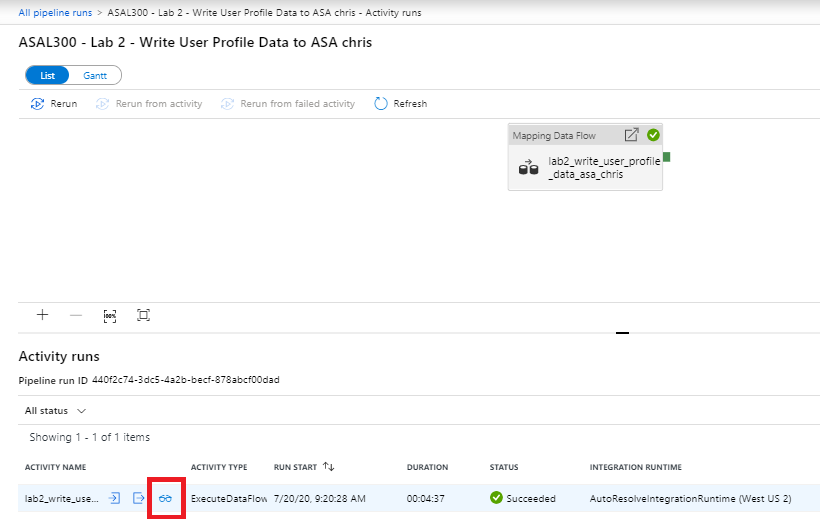 All pipeline runs > ASAL300 - Lab 2 - Write User Profile Data to ASA chris - Activity runs
ASAL300 - Lab 2 - Write User Profile Data to ASA chris
List Gantt
Rerun Rerun from activity Rerun from failed activity Refresh
Mapping Data Flow
lab2_write_user_profile
_data_asa_chris
100%
Activity runs
Pipeline run ID 440f2c74-3dc5-4a2b-becf-878abcf00dad
All status
Showing 1 - 1 of 1 items
ACTIVITY NAME ACTIVITY TYPE RUN START DURATION STATUS INTEGRATION RUNTIME
lab2_write_use... ExecuteDataFlow 7/20/20, 9:20:28 AM 00:04:37 Succeeded AutoResolveIntegrationRuntime (West US 2)